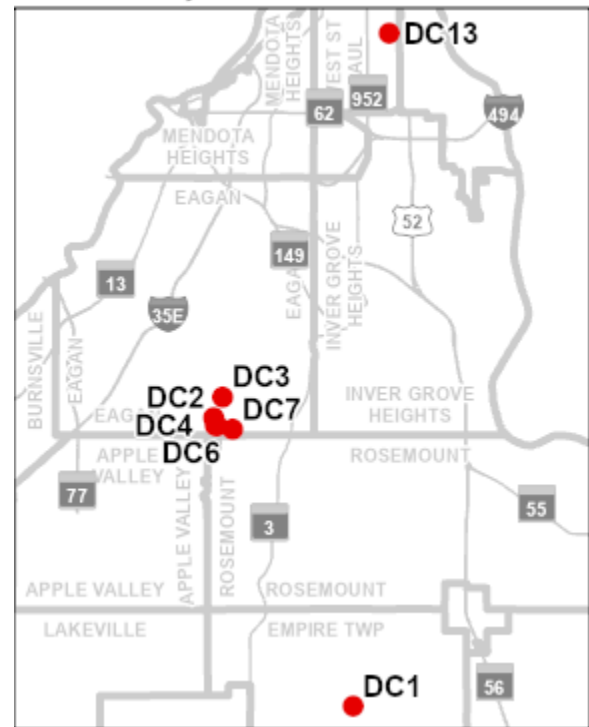 DC13
MENDOTA
HEIGHTS
WEST ST
PAUL
952
62
494
MENDOTA
HEIGHTS
EAGAN
52
149
13
EAGAN
INVER GROVE
HEIGHTS
35E
BURNSVILLE
EAGAN
DC3
DC2
DC7
INVER GROVE
HEIGHTS
EAGAN
DC4
DC6
APPLE
VALLEY
ROSEMOUNT
77
APPLE VALLEY
ROSEMOUNT
55
3
APPLE VALLEY
ROSEMOUNT
LAKEVILLE
EMPIRE TWP
DC1
56